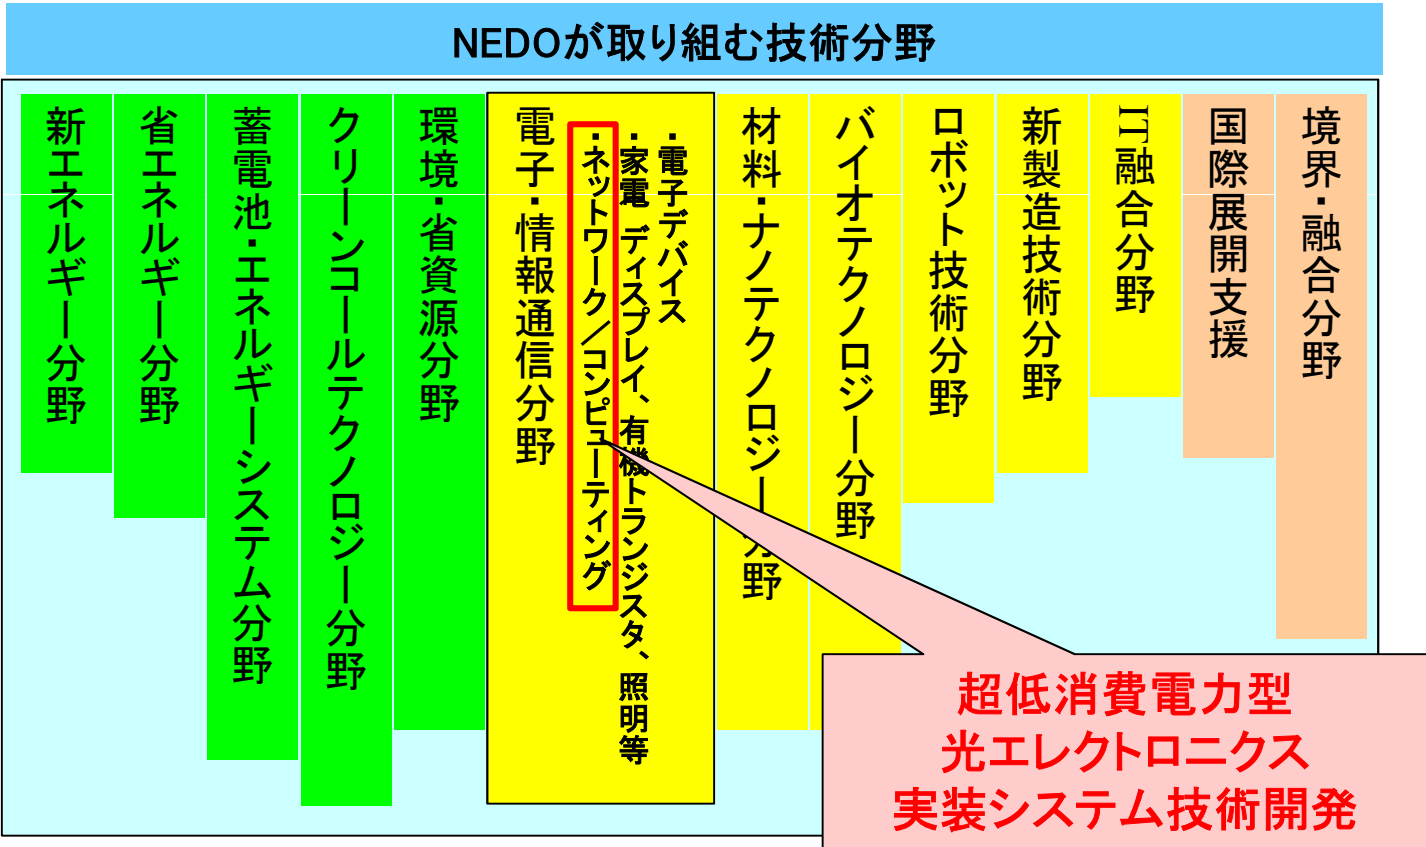 NEDOが取り組む技術分野
新エネルギー分野
省エネルギー分野
蓄電池・エネルギーシステム分野
クリーンコールテクノロジー分野
環境・省資源分野
電子・情報通信分野
・電子デバイス
・家電 ディスプレイ、有機トランジスタ、照明等
・ネットワーク／コンピューティング
材料・ナノテクノロジー分野
バイオテクノロジー分野
ロボット技術分野
新製造技術分野
IT融合分野
国際展開支援
境界・融合分野
超低消費電力型
光エレクトロニクス
実装システム技術開発